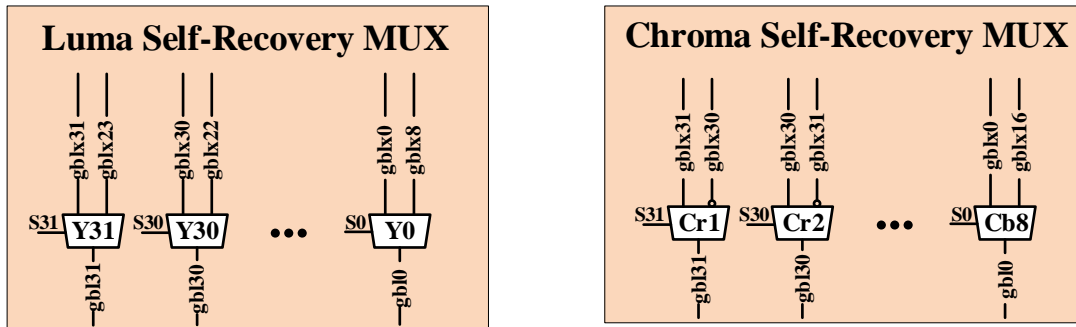 Luma Self-Recovery MUX
gblx31
gblx23
gblx30
gblx22
gblx0
gblx8
S31
Y31
S30
Y30
•••
S0
Y0
gbl31
gbl30
gbl0
Chroma Self-Recovery MUX
gblx31
gblx30
gblx30
gblx31
gblx0
gblx16
S31
Cr1
S30
Cr2
•••
S0
Cb8
gbl31
gbl30
gbl0